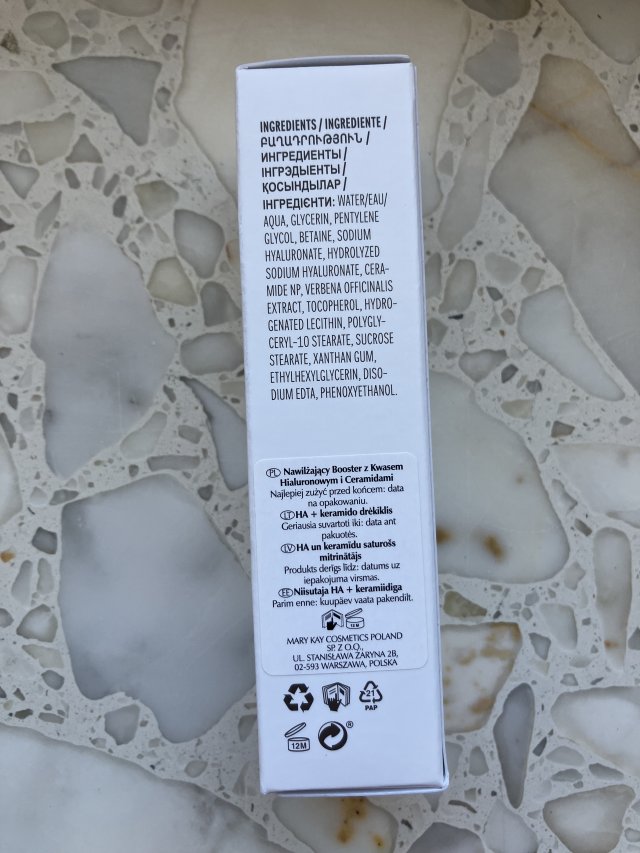 INGREDIENTS / INGREDIENTE /
ԲԱՂԱԴՐՈՒԹՅՈՒՆ /
ИНГРЕДИЕНТЫ /
ІНГРЭДЫЕНТЫ /
ҚОСЫНДЫЛАР /
ІНГРЕДІЄНТИ: WATER/EAU/
AQUA, GLYCERIN, PENTYLENE
GLYCOL, BETAINE, SODIUM
HYALURONATE, HYDROLYZED
SODIUM HYALURONATE, CERA-
MIDE NP, VERBENA OFFICINALIS
EXTRACT, TOCOPHEROL, HYDRO-
GENATED LECITHIN, POLYGLY-
CERYL-10 STEARATE, SUCROSE
STEARATE, XANTHAN GUM,
ETHYLHEXYLGLYCERIN, DISO-
DIUM EDTA, PHENOXYETHANOL.
PL Nawilżający Booster z Kwasem
Hialuronowym i Ceramidami
Najlepiej zużyć przed końcem: data
na opakowaniu.
LT HA + keramido drėkiklis
Geriausia suvartoti iki: data ant
pakuotės.
LV HA un keramīdu saturošs
mitrinātājs
Produkts derīgs līdz: datums uz
iepakojuma virsmas.
EE Niisutaja HA + keramiidiga
Parim enne: kuupäev vaata pakendilt.
12 M
MARY KAY COSMETICS POLAND
SP. Z O.O.,
UL. STANISŁAWA ŻARYNA 2B,
02-593 WARSZAWA, POLSKA
21
PAP
12M
®